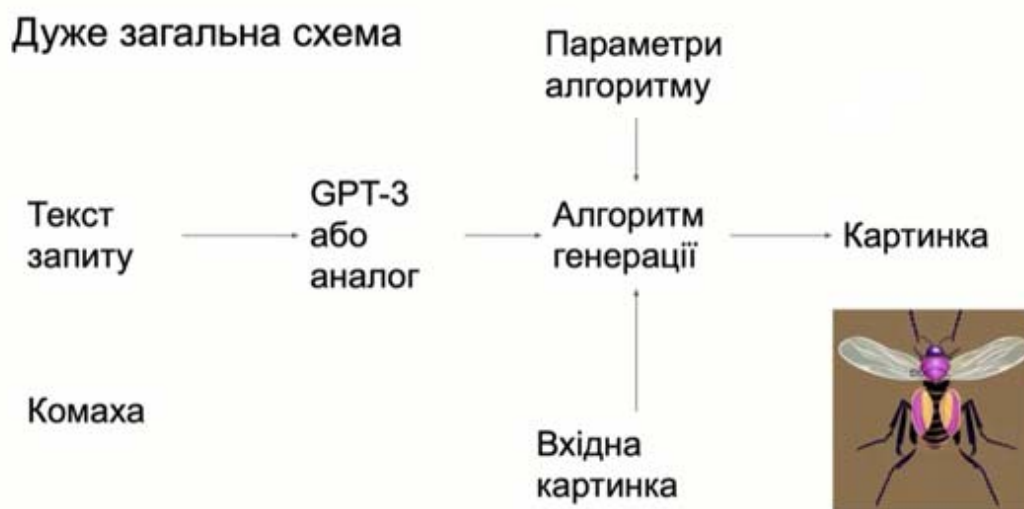 Дуже загальна схема
Параметри
алгоритму
Текст
запиту
GPT-3
або
аналог
Алгоритм
генерації
Картинка
Комаха
Вхідна
картинка